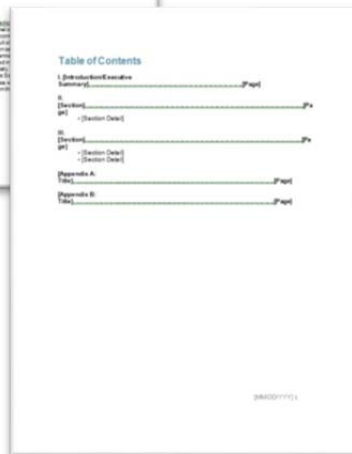 Table of Contents
I. [Introduction/Executive
Summary].......................................................[Page]
II.
[Section].......................................................................[Pa
ge]
• [Section Detail]
III.
[Section].......................................................................[Pa
ge]
• [Section Detail]
• [Section Detail]
[Appendix A:
Title]....................................................................[Page]
[Appendix B:
Title]....................................................................[Page]